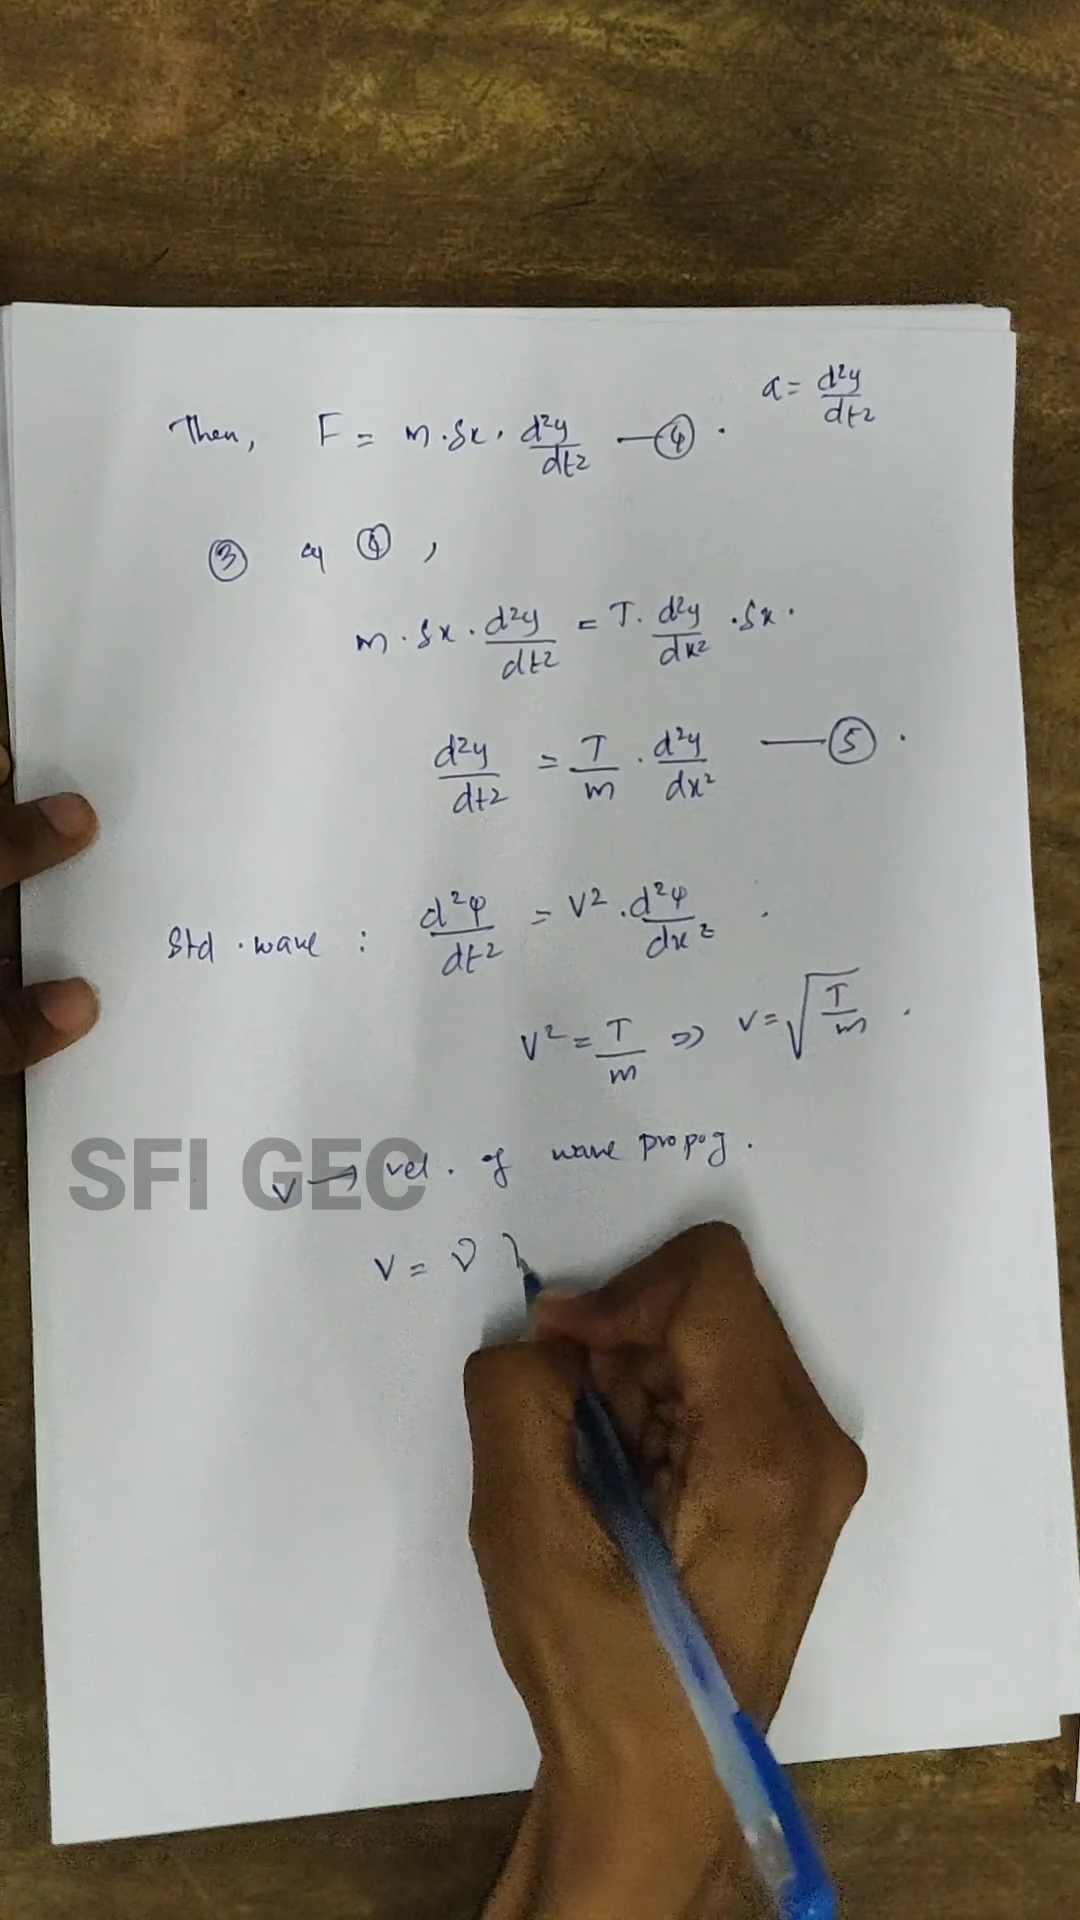 a = d²y/dt²
Then, F = m·δx· d²y/dt² —④.
③ ④,
m·δx· d²y/dt² = T· d²y/dx² ·δx·
d²y/dt² = T/m · d²y/dx² —⑤.
Std. wave : d²φ/dt² = V²· d²φ/dx² .
V² = T/m ⇒ V = √(T/m) .
SFI GEC
V → vel. of wave propog.
V = ν